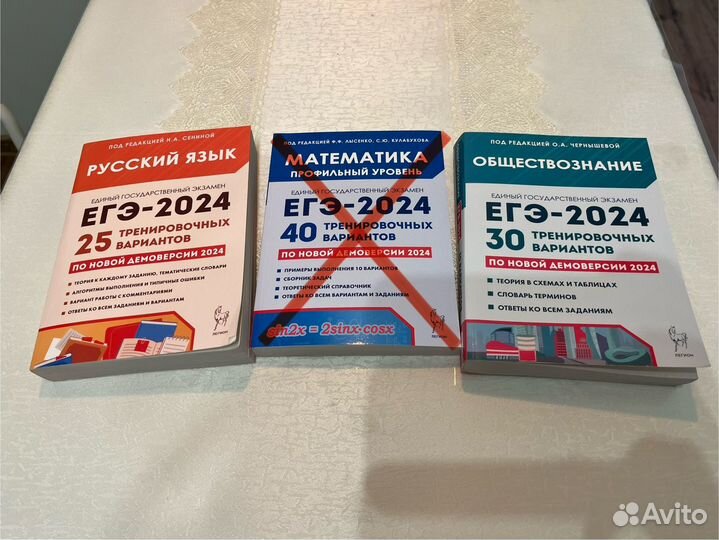 ПОД РЕДАКЦИЕЙ Н.А. СЕНИНОЙ
РУССКИЙ ЯЗЫК
ЕДИНЫЙ ГОСУДАРСТВЕННЫЙ ЭКЗАМЕН
ЕГЭ-2024
25 ТРЕНИРОВОЧНЫХ
ВАРИАНТОВ
ПО НОВОЙ ДЕМОВЕРСИИ 2024
ТЕОРИЯ К КАЖДОМУ ЗАДАНИЮ, ТЕМАТИЧЕСКИЕ СЛОВАРИ
АЛГОРИТМЫ ВЫПОЛНЕНИЯ И ТИПИЧНЫЕ ОШИБКИ
ВАРИАНТ РАБОТЫ С КОММЕНТАРИЯМИ
ОТВЕТЫ КО ВСЕМ ЗАДАНИЯМ И ВАРИАНТАМ
ЛЕГИОН
ПОД РЕДАКЦИЕЙ Ф.Ф. ЛЫСЕНКО, С.Ю. КУЛАБУХОВА
МАТЕМАТИКА
ПРОФИЛЬНЫЙ УРОВЕНЬ
ЕДИНЫЙ ГОСУДАРСТВЕННЫЙ ЭКЗАМЕН
ЕГЭ-2024
40 ТРЕНИРОВОЧНЫХ
ВАРИАНТОВ
ПО НОВОЙ ДЕМОВЕРСИИ 2024
ПРИМЕРЫ ВЫПОЛНЕНИЯ 10 ВАРИАНТОВ
СБОРНИК ЗАДАЧ
ТЕОРЕТИЧЕСКИЙ СПРАВОЧНИК
ОТВЕТЫ КО ВСЕМ ВАРИАНТАМ И ЗАДАНИЯМ
sin2x = 2sinx·cosx
ЛЕГИОН
ПОД РЕДАКЦИЕЙ О.А. ЧЕРНЫШЕВОЙ
ОБЩЕСТВОЗНАНИЕ
ЕДИНЫЙ ГОСУДАРСТВЕННЫЙ ЭКЗАМЕН
ЕГЭ-2024
30 ТРЕНИРОВОЧНЫХ
ВАРИАНТОВ
ПО НОВОЙ ДЕМОВЕРСИИ 2024
ТЕОРИЯ В СХЕМАХ И ТАБЛИЦАХ
СЛОВАРЬ ТЕРМИНОВ
ОТВЕТЫ КО ВСЕМ ЗАДАНИЯМ
ЛЕГИОН
Avito